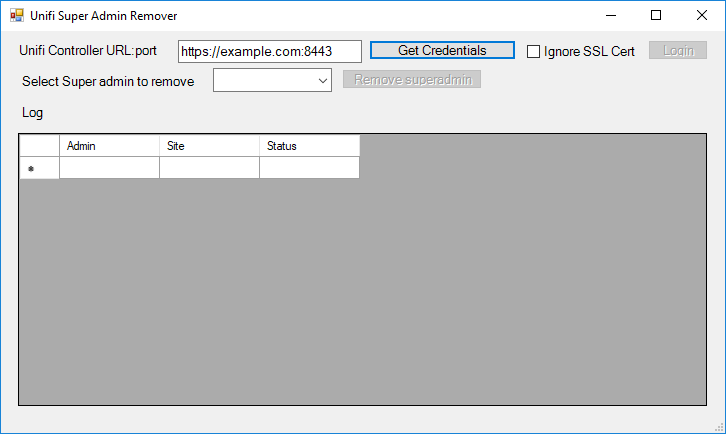 Unifi Super Admin Remover
Unifi Controller URL:port https://example.com:8443 Get Credentials Ignore SSL Cert Login
Select Super admin to remove Remove superadmin
Log
Admin Site Status
*